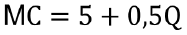 MC = 5 + 0,5Q